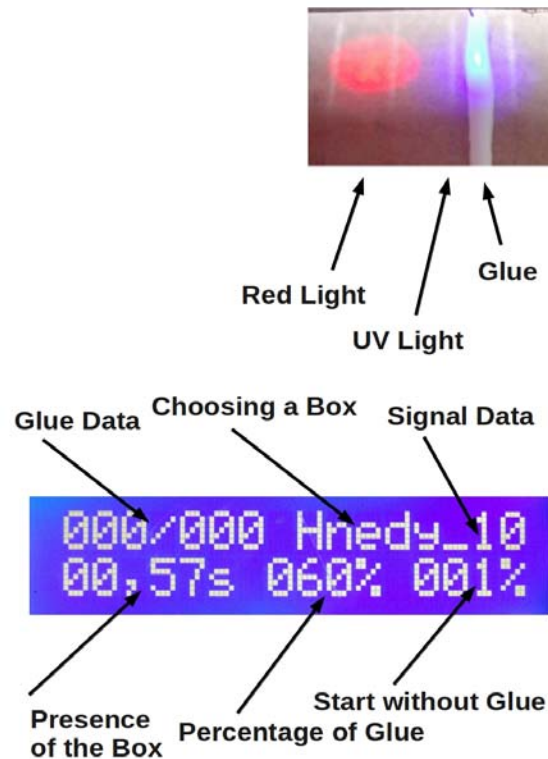 Red Light
UV Light
Glue
Glue Data
Choosing a Box
Signal Data
000/000 Hnedy_10
00,57s 060% 001%
Presence
of the Box
Percentage of Glue
Start without Glue